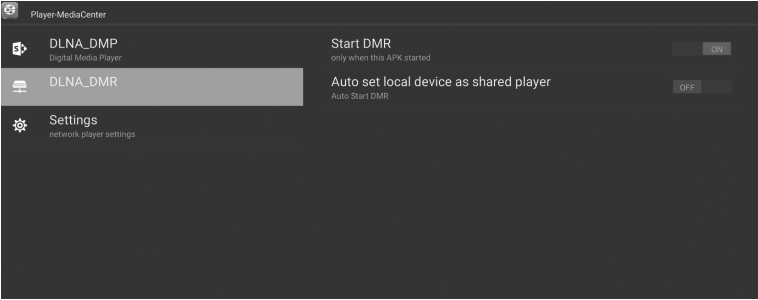 Player-MediaCenter
DLNA_DMP
Digital Media Player
DLNA_DMR
Settings
network player settings
Start DMR
only when this APK started
ON
Auto set local device as shared player
Auto Start DMR
OFF